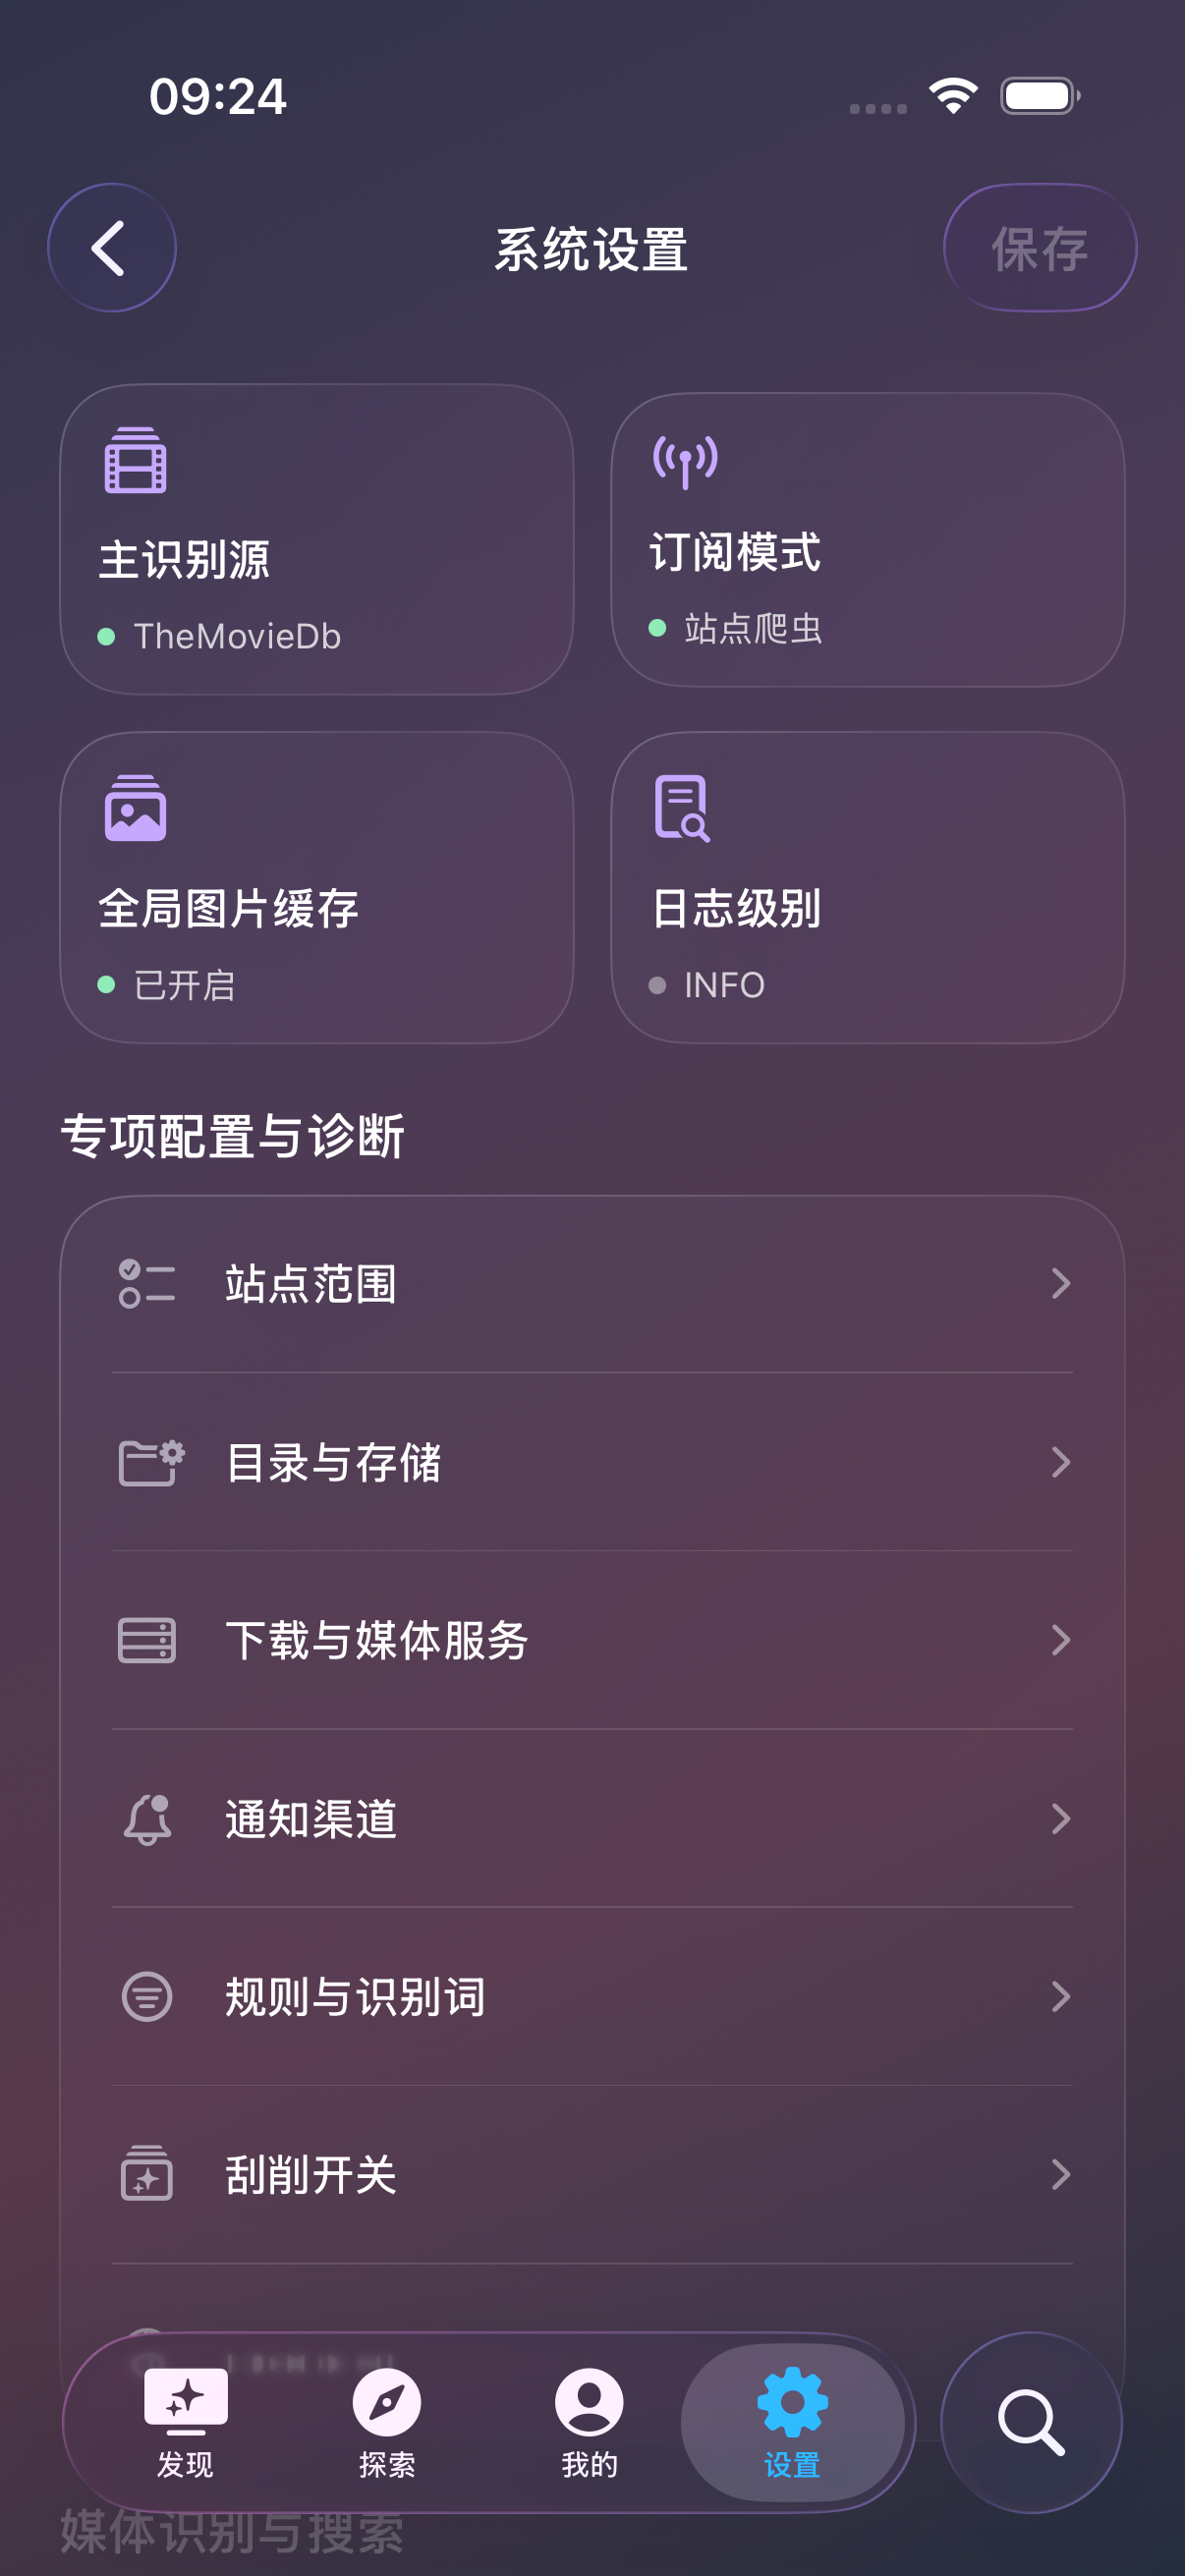 09:24
系统设置
保存
主识别源
TheMovieDb
订阅模式
站点爬虫
全局图片缓存
已开启
日志级别
INFO
专项配置与诊断
站点范围
目录与存储
下载与媒体服务
通知渠道
规则与识别词
刮削开关
发现
探索
我的
设置
媒体识别与搜索